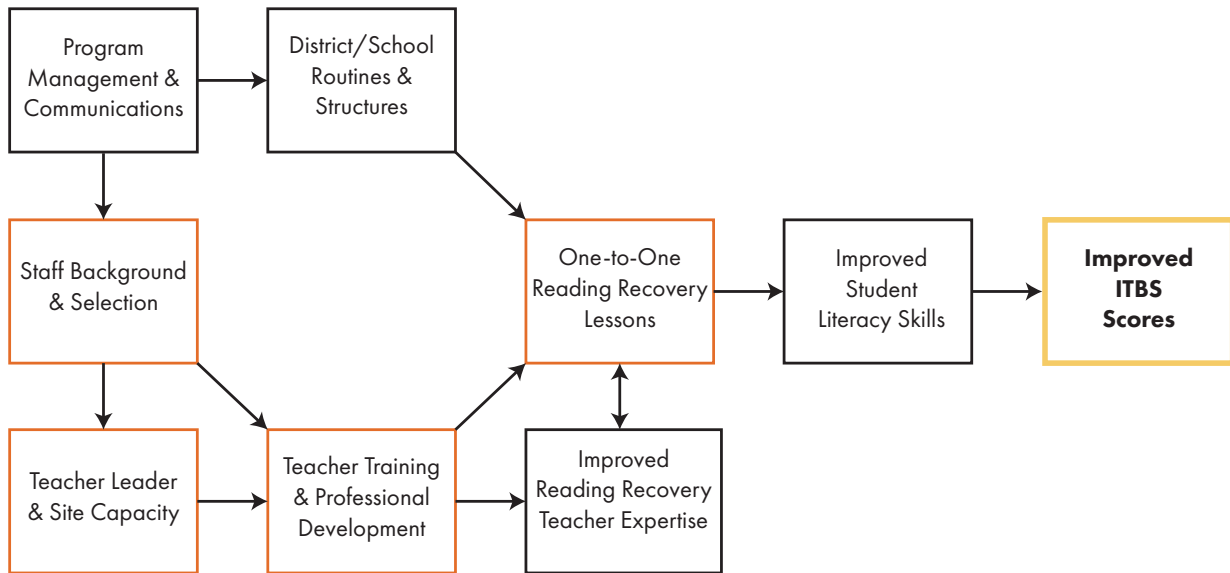 Program
Management &
Communications
District/School
Routines &
Structures
Staff Background
& Selection
One-to-One
Reading Recovery
Lessons
Improved
Student
Literacy Skills
Improved
ITBS
Scores
Teacher Leader
& Site Capacity
Teacher Training
& Professional
Development
Improved
Reading Recovery
Teacher Expertise